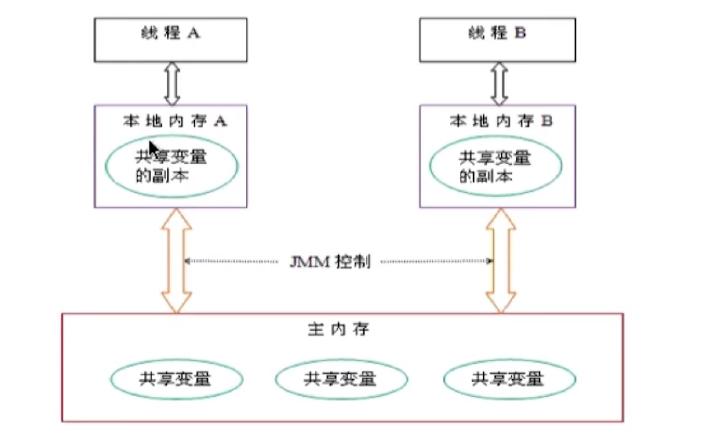 线程 A
线程 B
本地内存 A
本地内存 B
共享变量
的副本
共享变量
的副本
JMM 控制
主内存
共享变量
共享变量
共享变量